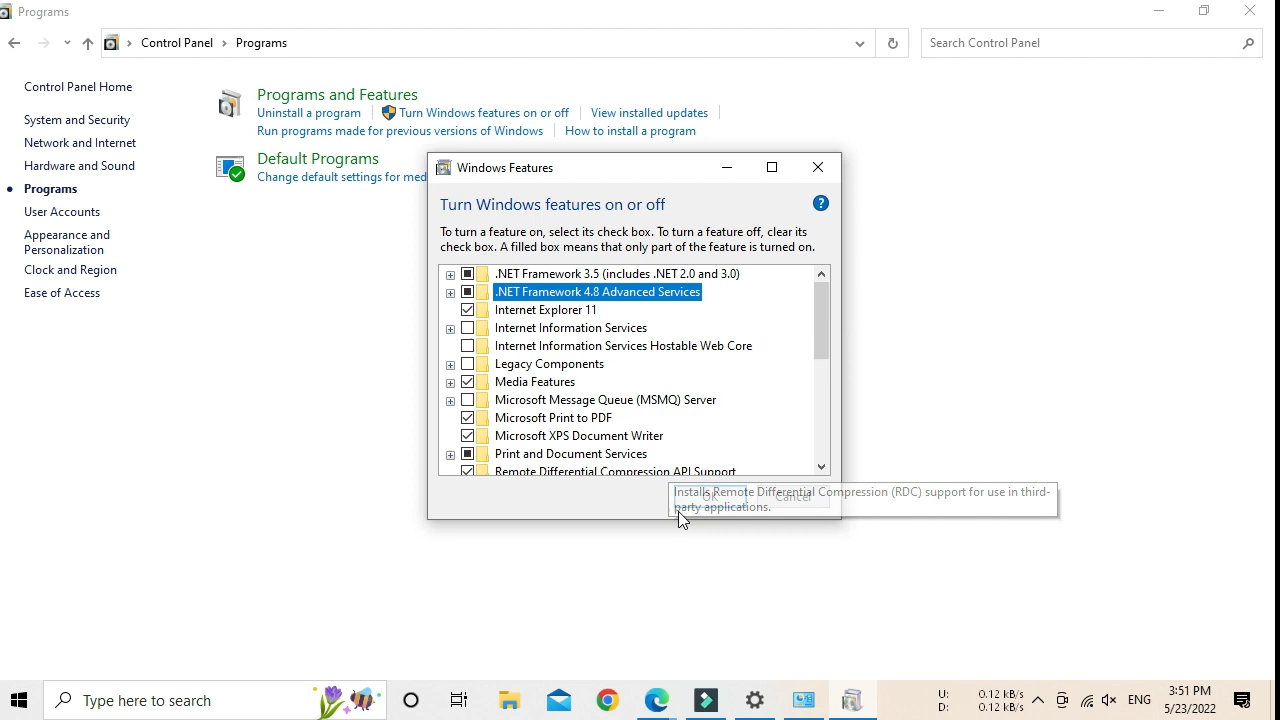 Programs
Control Panel
Programs
Search Control Panel
Control Panel Home
System and Security
Network and Internet
Hardware and Sound
Programs
User Accounts
Appearance and
Personalization
Clock and Region
Ease of Access
Programs and Features
Uninstall a program
Turn Windows features on or off
View installed updates
Run programs made for previous versions of Windows
How to install a program
Default Programs
Change default settings for med
Windows Features
Turn Windows features on or off
?
To turn a feature on, select its check box. To turn a feature off, clear its
check box. A filled box means that only part of the feature is turned on.
.NET Framework 3.5 (includes .NET 2.0 and 3.0)
.NET Framework 4.8 Advanced Services
Internet Explorer 11
Internet Information Services
Internet Information Services Hostable Web Core
Legacy Components
Media Features
Microsoft Message Queue (MSMQ) Server
Microsoft Print to PDF
Microsoft XPS Document Writer
Print and Document Services
Remote Differential Compression API Support
OK
Cancel
Installs Remote Differential Compression (RDC) support for use in third-
party applications.
Type here to search
U: 0.12 kB/s
D: 0.12 kB/s
ENG
3:51 PM
5/23/2022